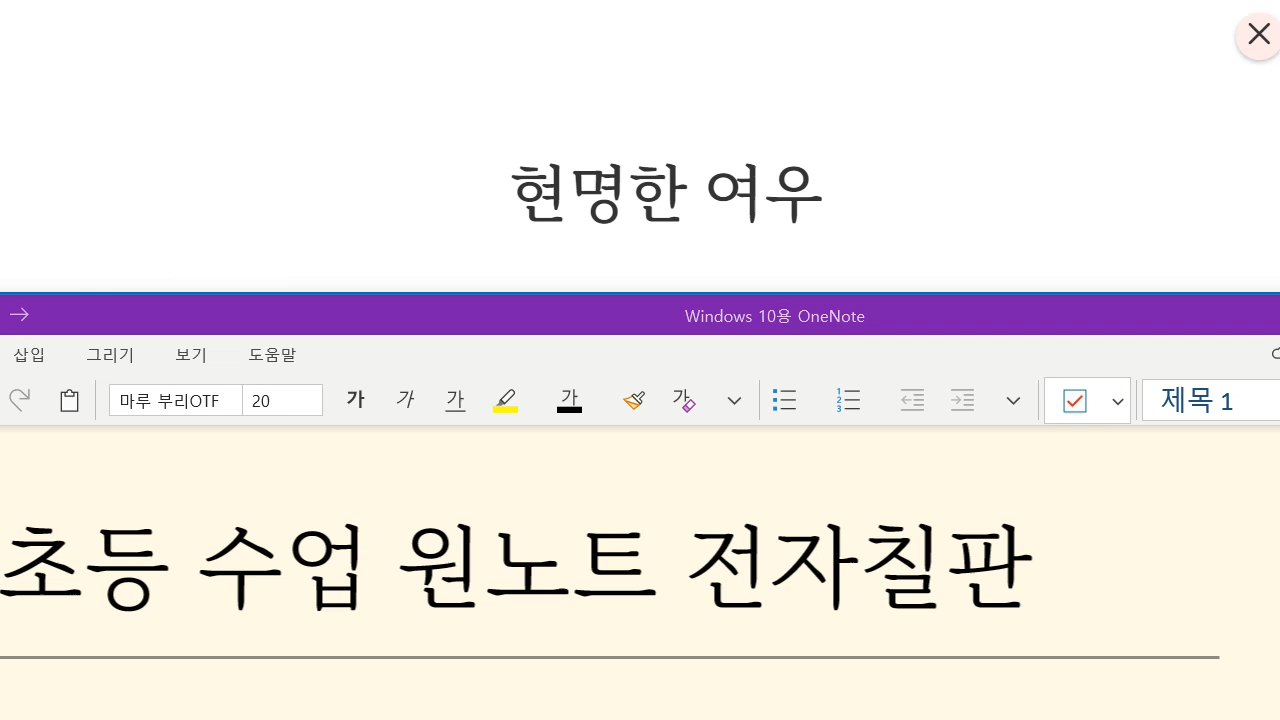 현명한 여우
Windows 10용 OneNote
삽입 그리기 보기 도움말
마루 부리OTF 20 가 가 가 가 가 제목 1
초등 수업 원노트 전자칠판